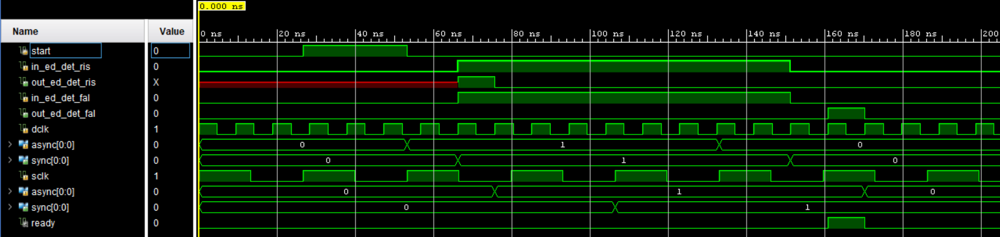 0.000 ns
Name Value
0 ns 20 ns 40 ns 60 ns 80 ns 100 ns 120 ns 140 ns 160 ns 180 ns 200
start 0
in_ed_det_ris 0
out_ed_det_ris X
in_ed_det_fal 0
out_ed_det_fal 0
dclk 1
async[0:0] 0 0 1 0
sync[0:0] 0 0 1 0
sclk 1
async[0:0] 0 0 1 0
sync[0:0] 0 0 1
ready 0